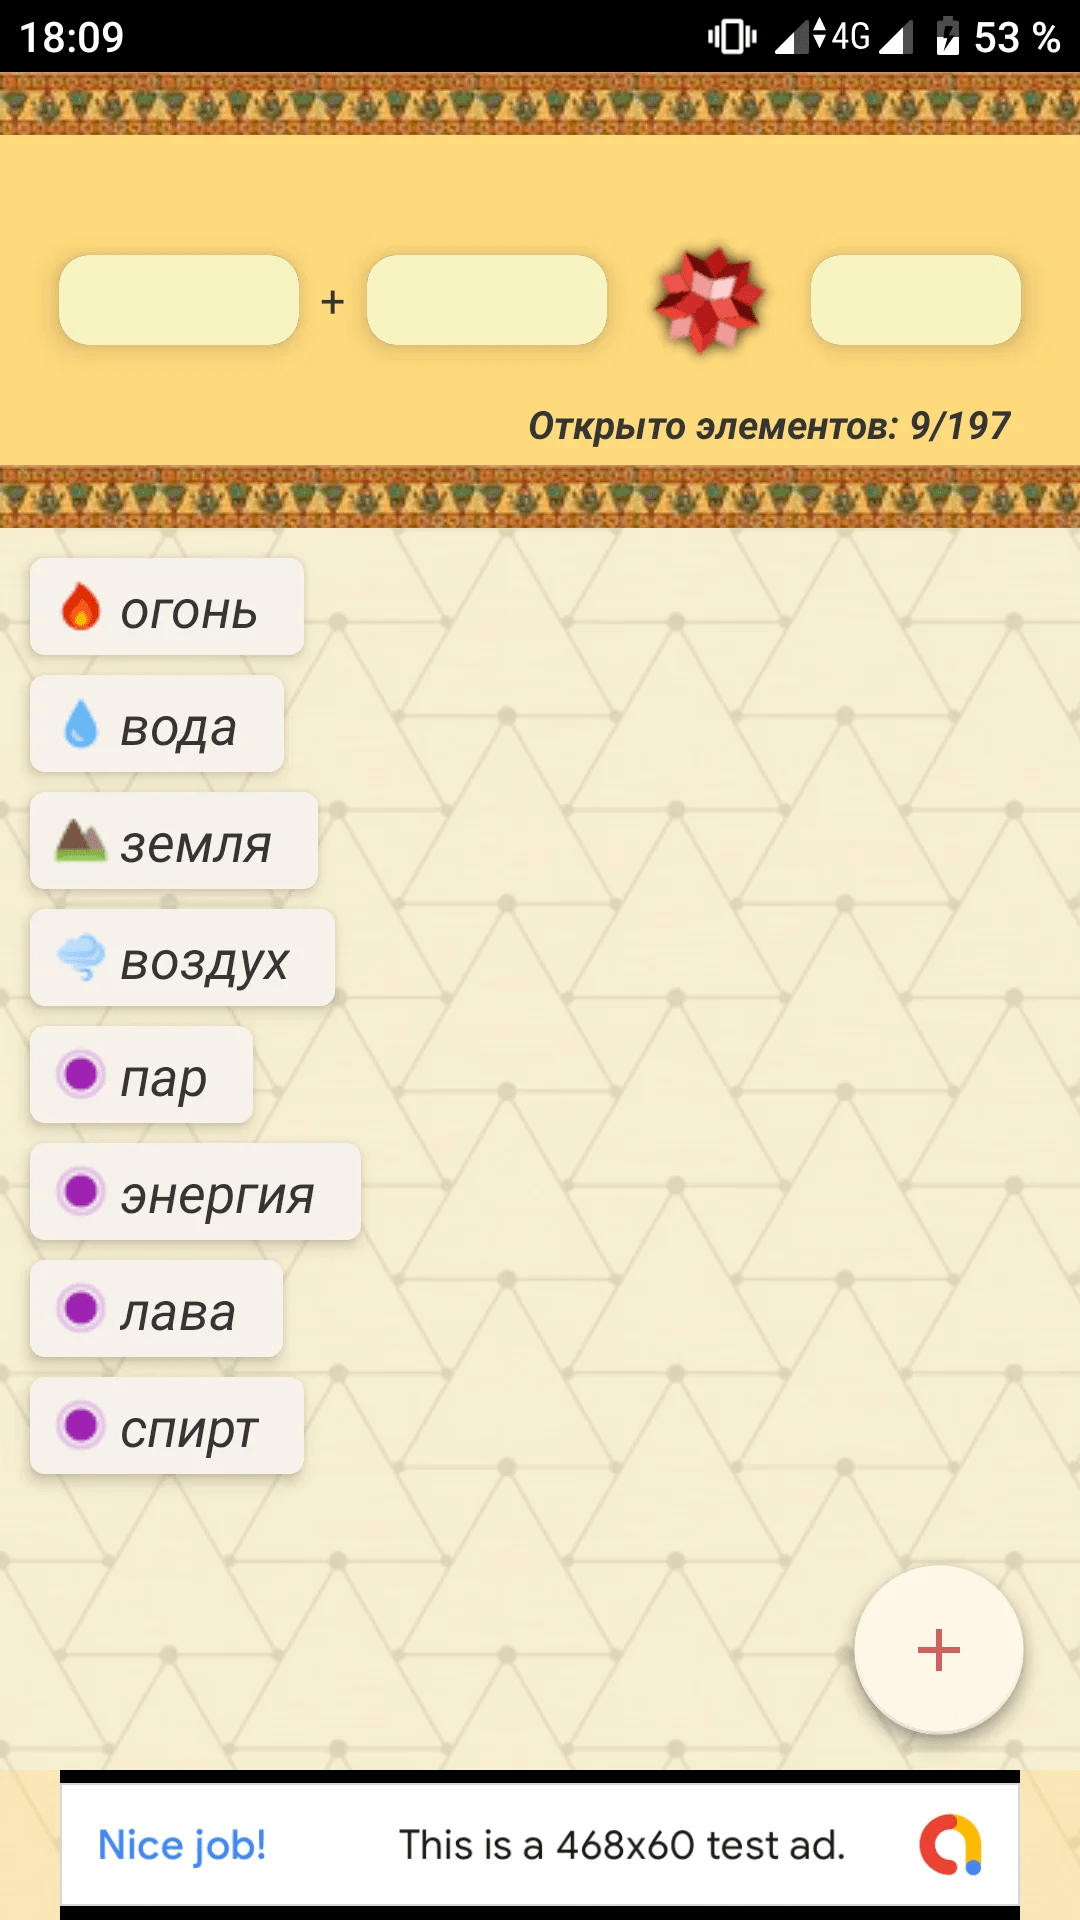 18:09 4G 53 %
+
Открыто элементов: 9/197
огонь
вода
земля
воздух
пар
энергия
лава
спирт
+
Nice job! This is a 468x60 test ad.